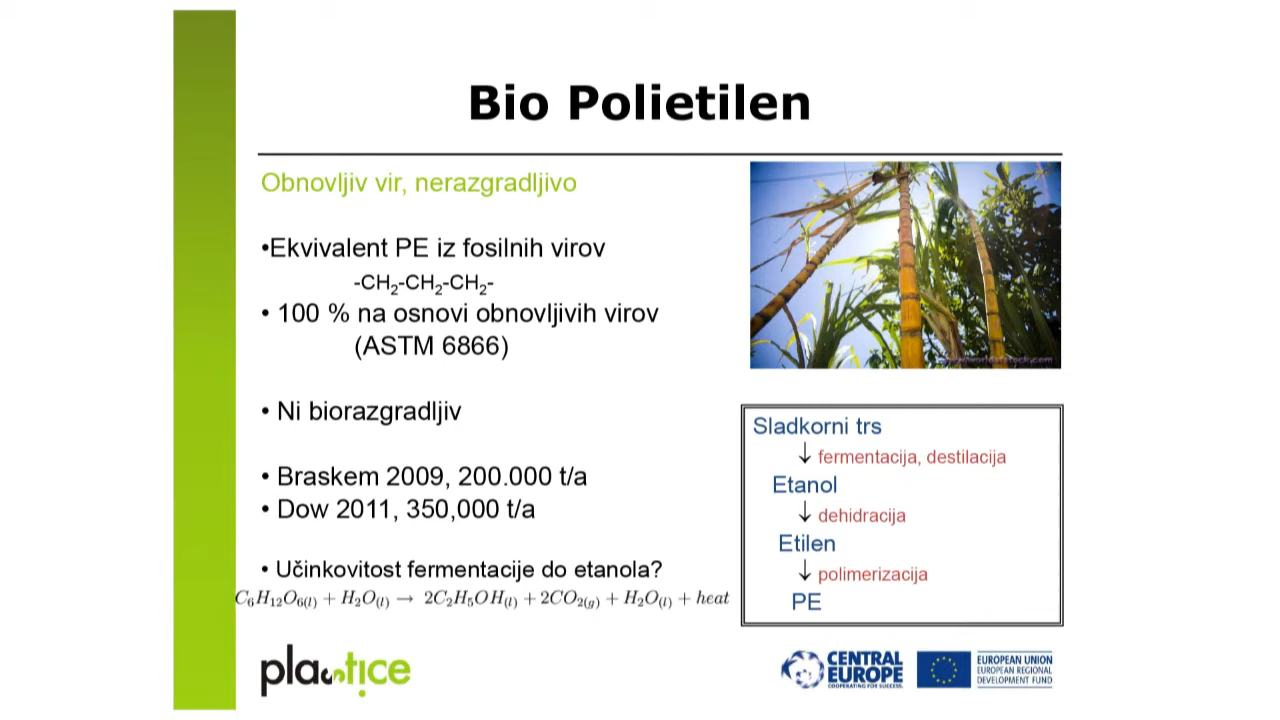 Bio Polietilen
Obnovljiv vir, nerazgradljivo
•Ekvivalent PE iz fosilnih virov
-CH₂-CH₂-CH₂-
• 100 % na osnovi obnovljivih virov
(ASTM 6866)
• Ni biorazgradljiv
• Braskem 2009, 200.000 t/a
• Dow 2011, 350,000 t/a
• Učinkovitost fermentacije do etanola?
C₆H₁₂O₆₍ₗ₎ + H₂O₍ₗ₎ → 2C₂H₅OH₍ₗ₎ + 2CO₂₍g₎ + H₂O₍ₗ₎ + heat
Sladkorni trs
↓ fermentacija, destilacija
Etanol
↓ dehidracija
Etilen
↓ polimerizacija
PE
plastice
CENTRAL
EUROPE
COOPERATING FOR SUCCESS.
EUROPEAN UNION
EUROPEAN REGIONAL
DEVELOPMENT FUND